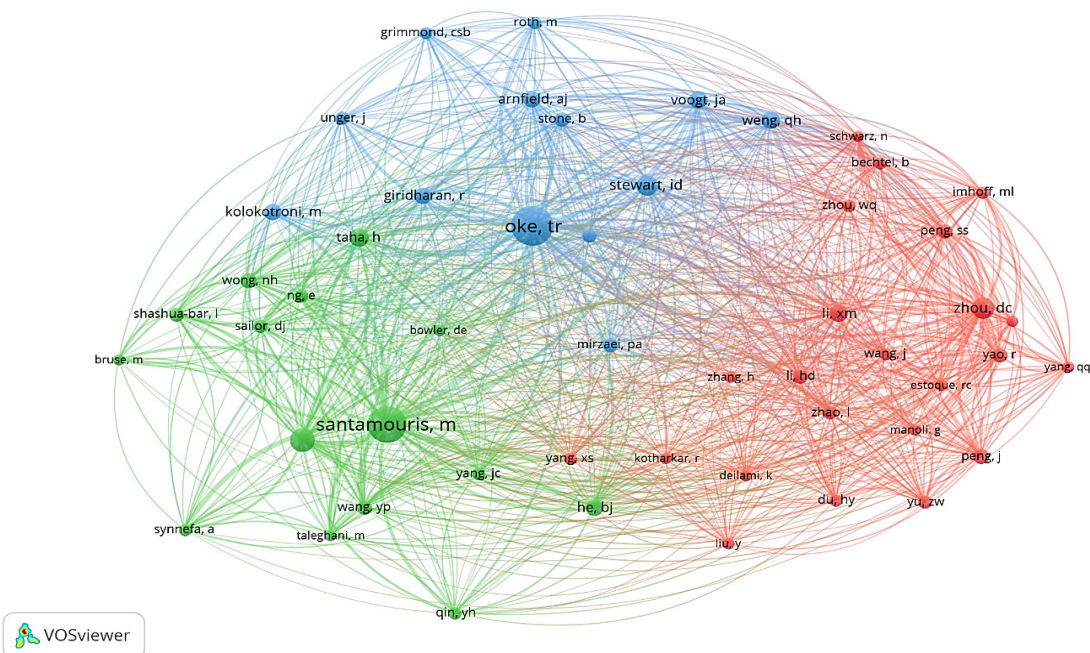 roth, m
grimmond, csb
arnfield, aj
voogt, ja
unger, j
stone, b
weng, qh
schwarz, n
bechtel, b
stewart, id
imhoff, ml
giridharan, r
zhou, wq
kolokotroni, m
oke, tr
peng, ss
taha, h
wong, nh
ng, e
shashua-bar, l
li, xm
zhou, dc
sailor, dj
bowler, de
mirzaei, pa
wang, j
yao, r
bruse, m
yang, qq
zhang, h
li, hd
estoque, rc
zhao, l
santamouris, m
manoli, g
yang, xs
kotharkar, r
peng, j
yang, jc
deilami, k
wang, yp
he, bj
du, hy
yu, zw
synnefa, a
taleghani, m
liu, y
qin, yh
VOSviewer